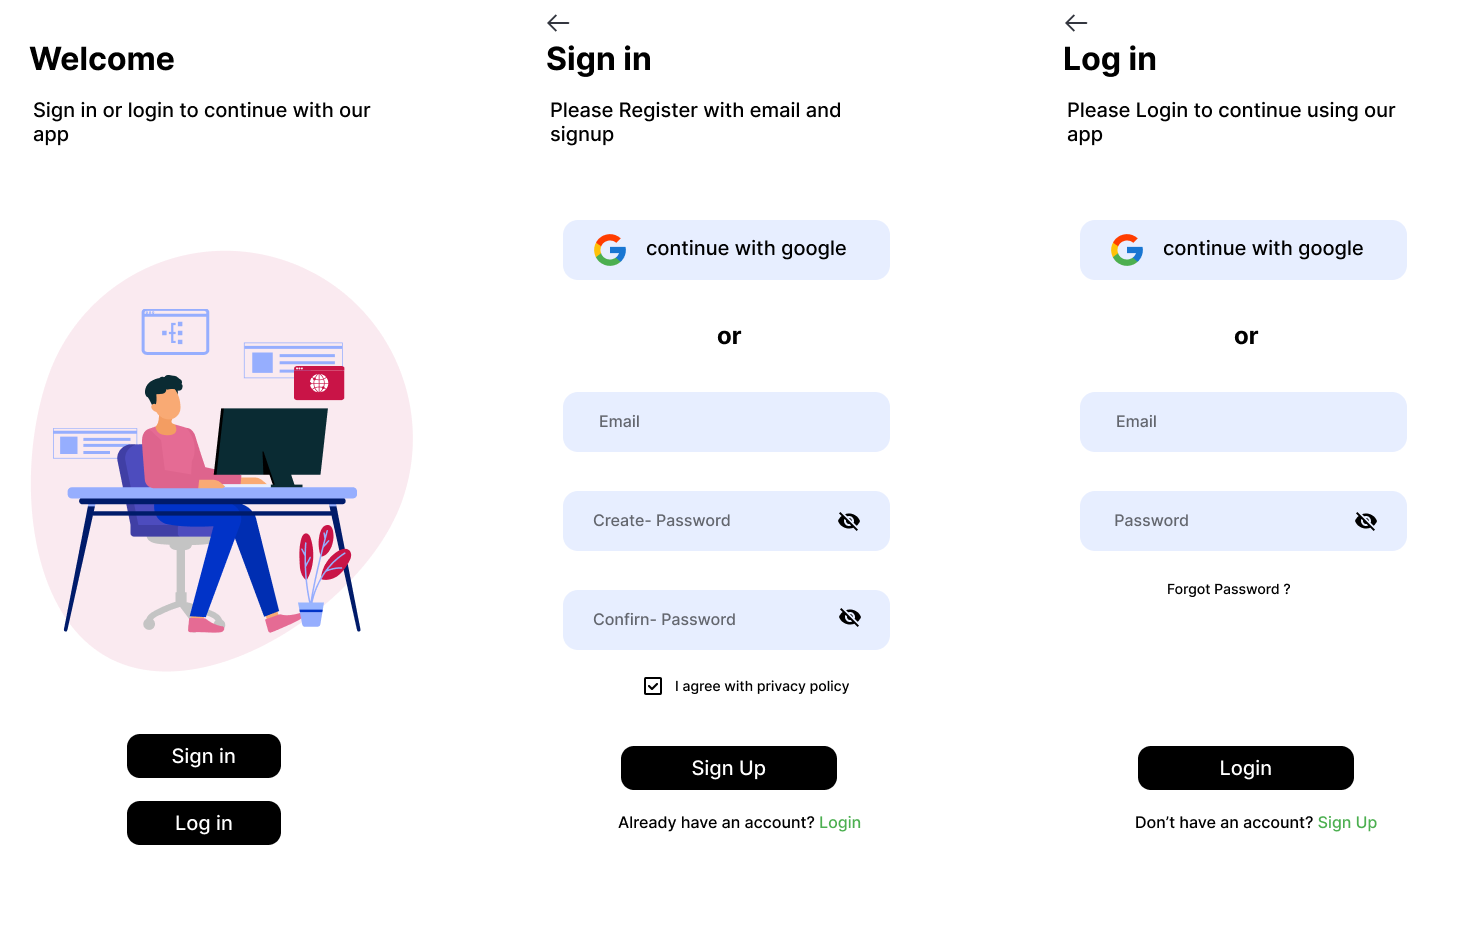 Welcome
Sign in or login to continue with our
app
Sign in
Log in
Sign in
Please Register with email and
signup
continue with google
or
Email
Create- Password
Confirn- Password
I agree with privacy policy
Sign Up
Already have an account? Login
Log in
Please Login to continue using our
app
continue with google
or
Email
Password
Forgot Password ?
Login
Don’t have an account? Sign Up